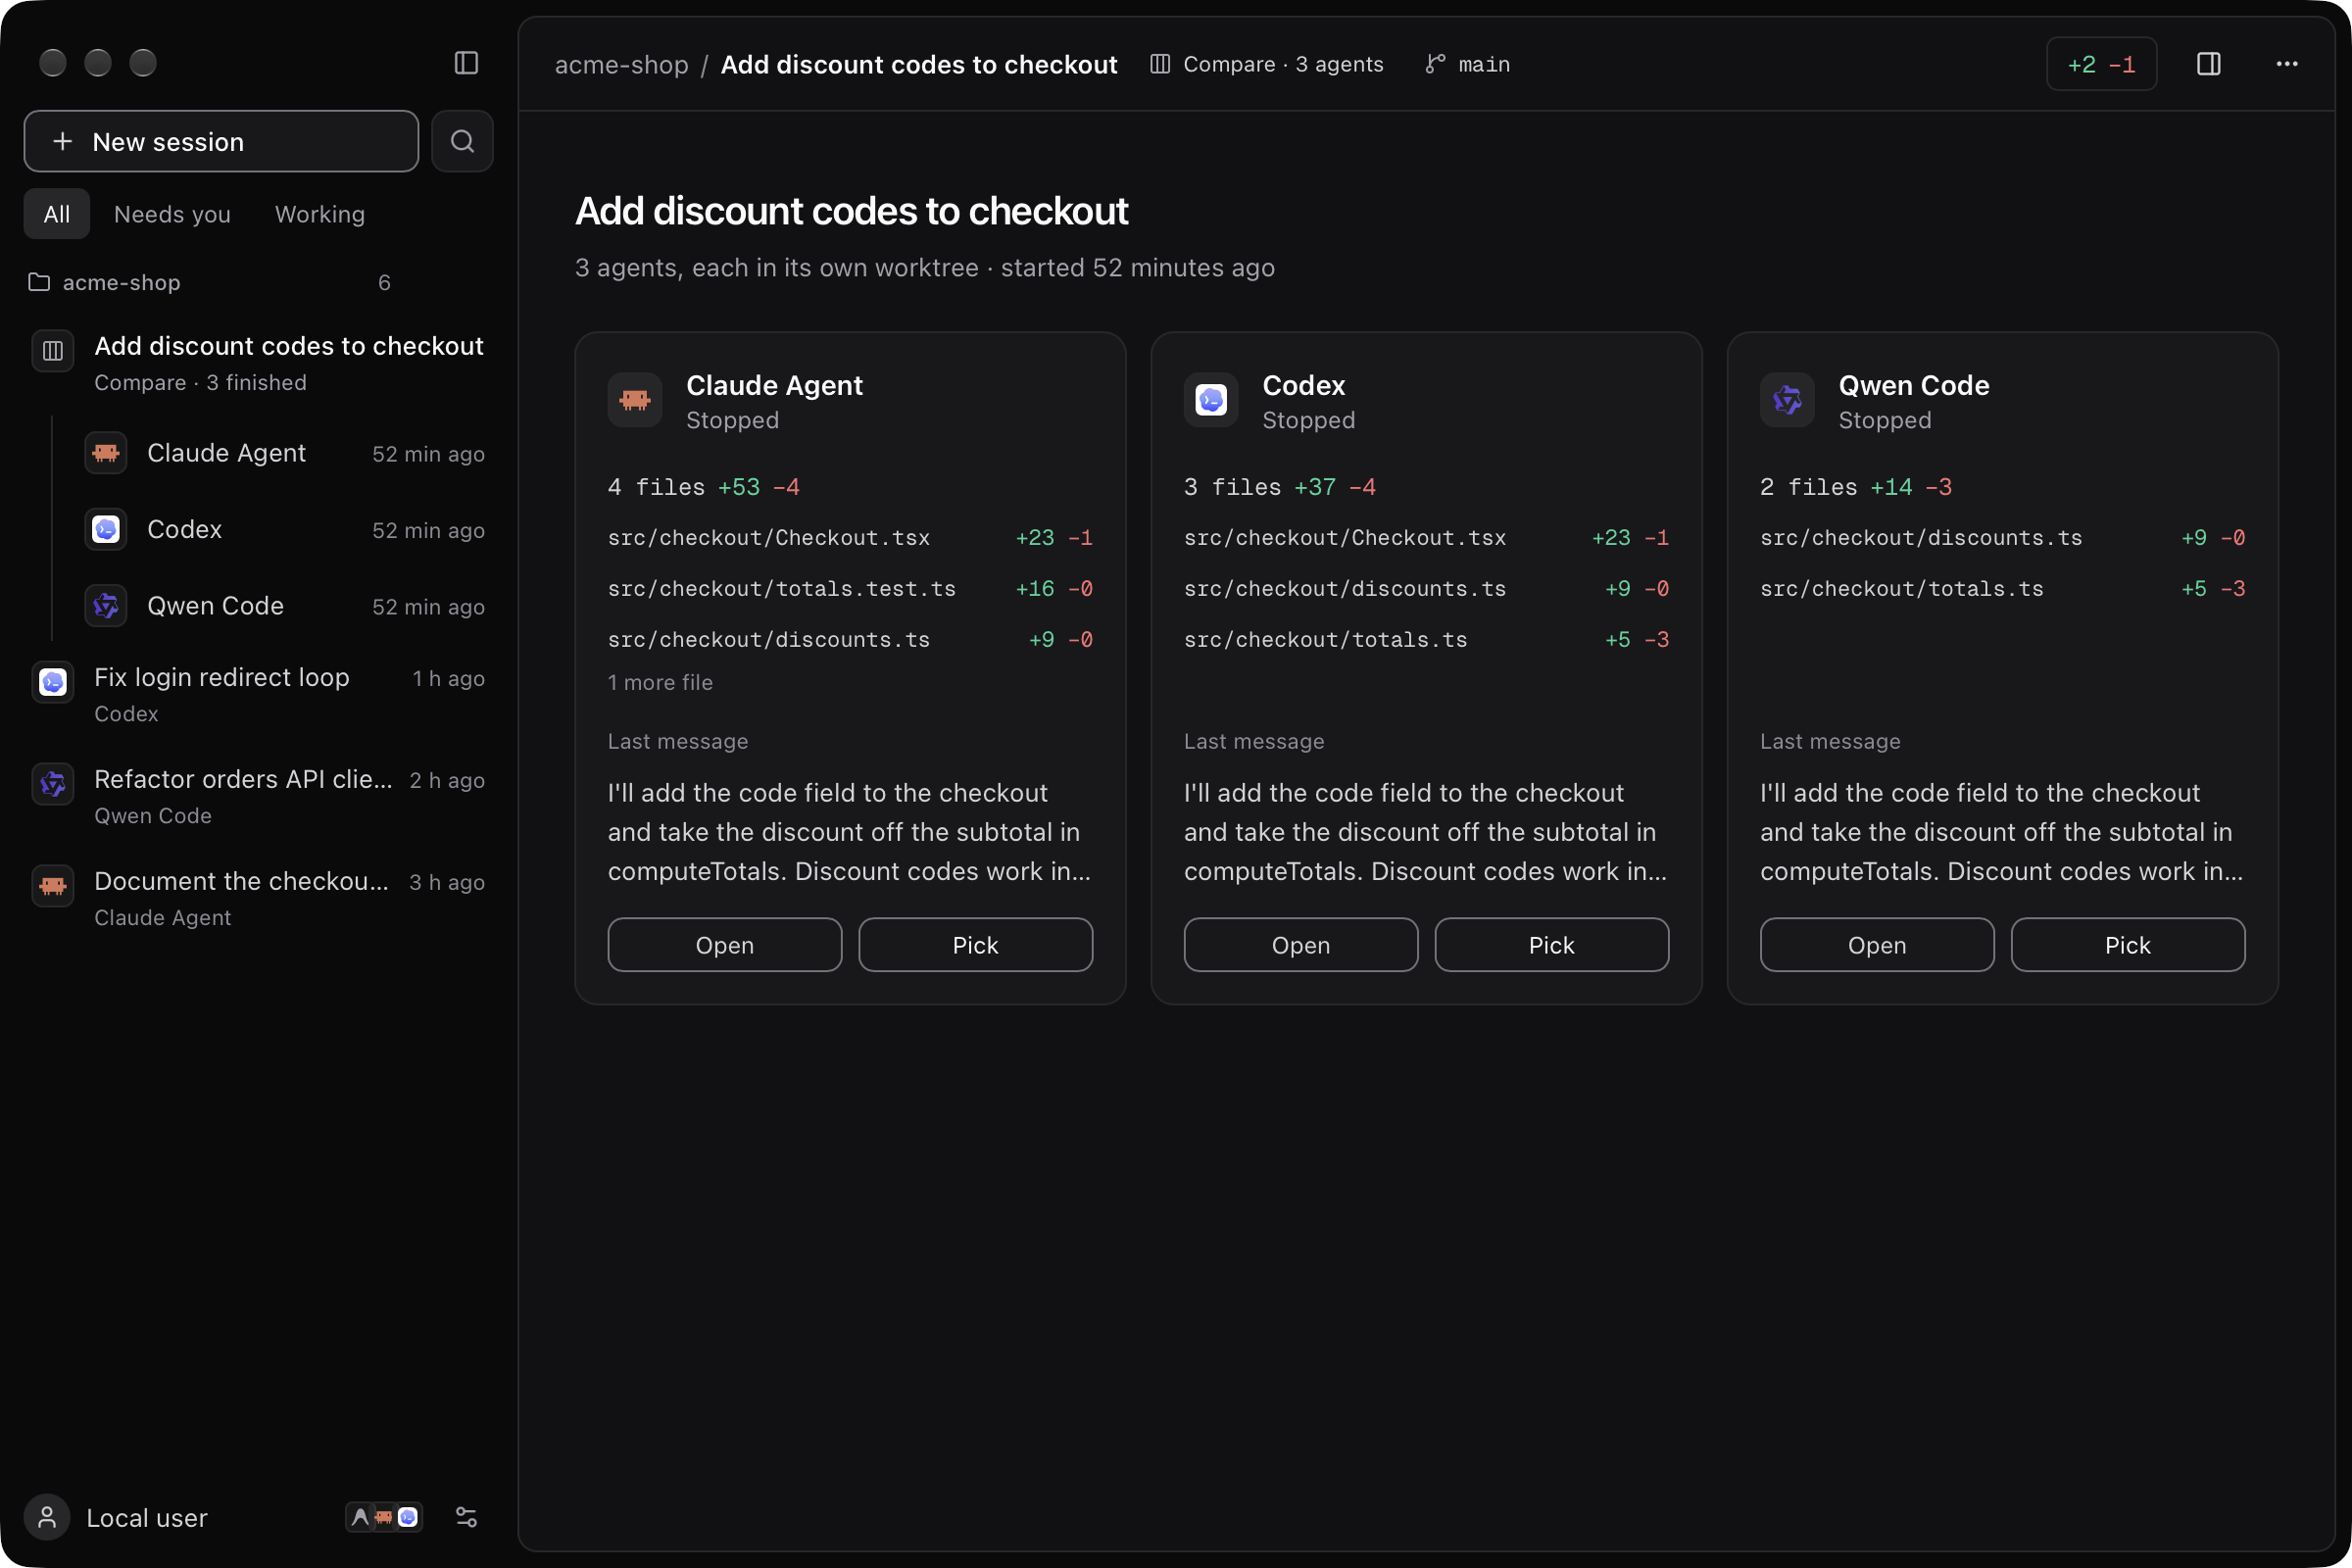 acme-shop / Add discount codes to checkout Compare · 3 agents main +2 −1
New session
All Needs you Working
acme-shop 6
Add discount codes to checkout
Compare · 3 finished
Claude Agent 52 min ago
Codex 52 min ago
Qwen Code 52 min ago
Fix login redirect loop 1 h ago
Codex
Refactor orders API clie... 2 h ago
Qwen Code
Document the checkou... 3 h ago
Claude Agent
Local user
Add discount codes to checkout
3 agents, each in its own worktree · started 52 minutes ago
Claude Agent
Stopped
4 files +53 −4
src/checkout/Checkout.tsx +23 −1
src/checkout/totals.test.ts +16 −0
src/checkout/discounts.ts +9 −0
1 more file
Last message
I'll add the code field to the checkout
and take the discount off the subtotal in
computeTotals. Discount codes work in...
Open Pick
Codex
Stopped
3 files +37 −4
src/checkout/Checkout.tsx +23 −1
src/checkout/discounts.ts +9 −0
src/checkout/totals.ts +5 −3
Last message
I'll add the code field to the checkout
and take the discount off the subtotal in
computeTotals. Discount codes work in...
Open Pick
Qwen Code
Stopped
2 files +14 −3
src/checkout/discounts.ts +9 −0
src/checkout/totals.ts +5 −3
Last message
I'll add the code field to the checkout
and take the discount off the subtotal in
computeTotals. Discount codes work in...
Open Pick